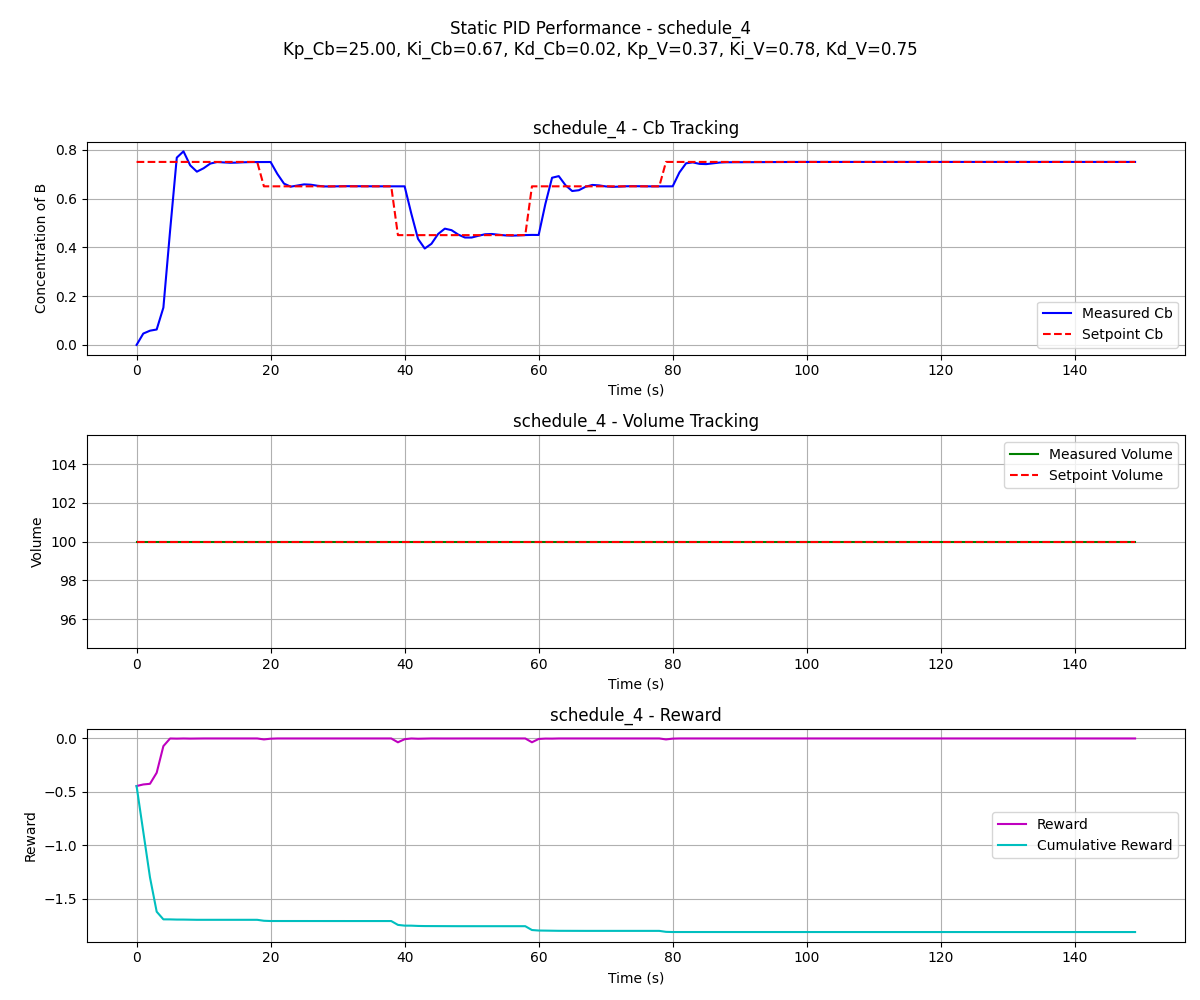 Static PID Performance - schedule_4
Kp_Cb=25.00, Ki_Cb=0.67, Kd_Cb=0.02, Kp_V=0.37, Ki_V=0.78, Kd_V=0.75
schedule_4 - Cb Tracking
Concentration of B
0.8
0.6
0.4
0.2
0.0
Measured Cb
Setpoint Cb
0 20 40 60 80 100 120 140
Time (s)
schedule_4 - Volume Tracking
Volume
104
102
100
98
96
Measured Volume
Setpoint Volume
0 20 40 60 80 100 120 140
Time (s)
schedule_4 - Reward
Reward
0.0
−0.5
−1.0
−1.5
Reward
Cumulative Reward
0 20 40 60 80 100 120 140
Time (s)